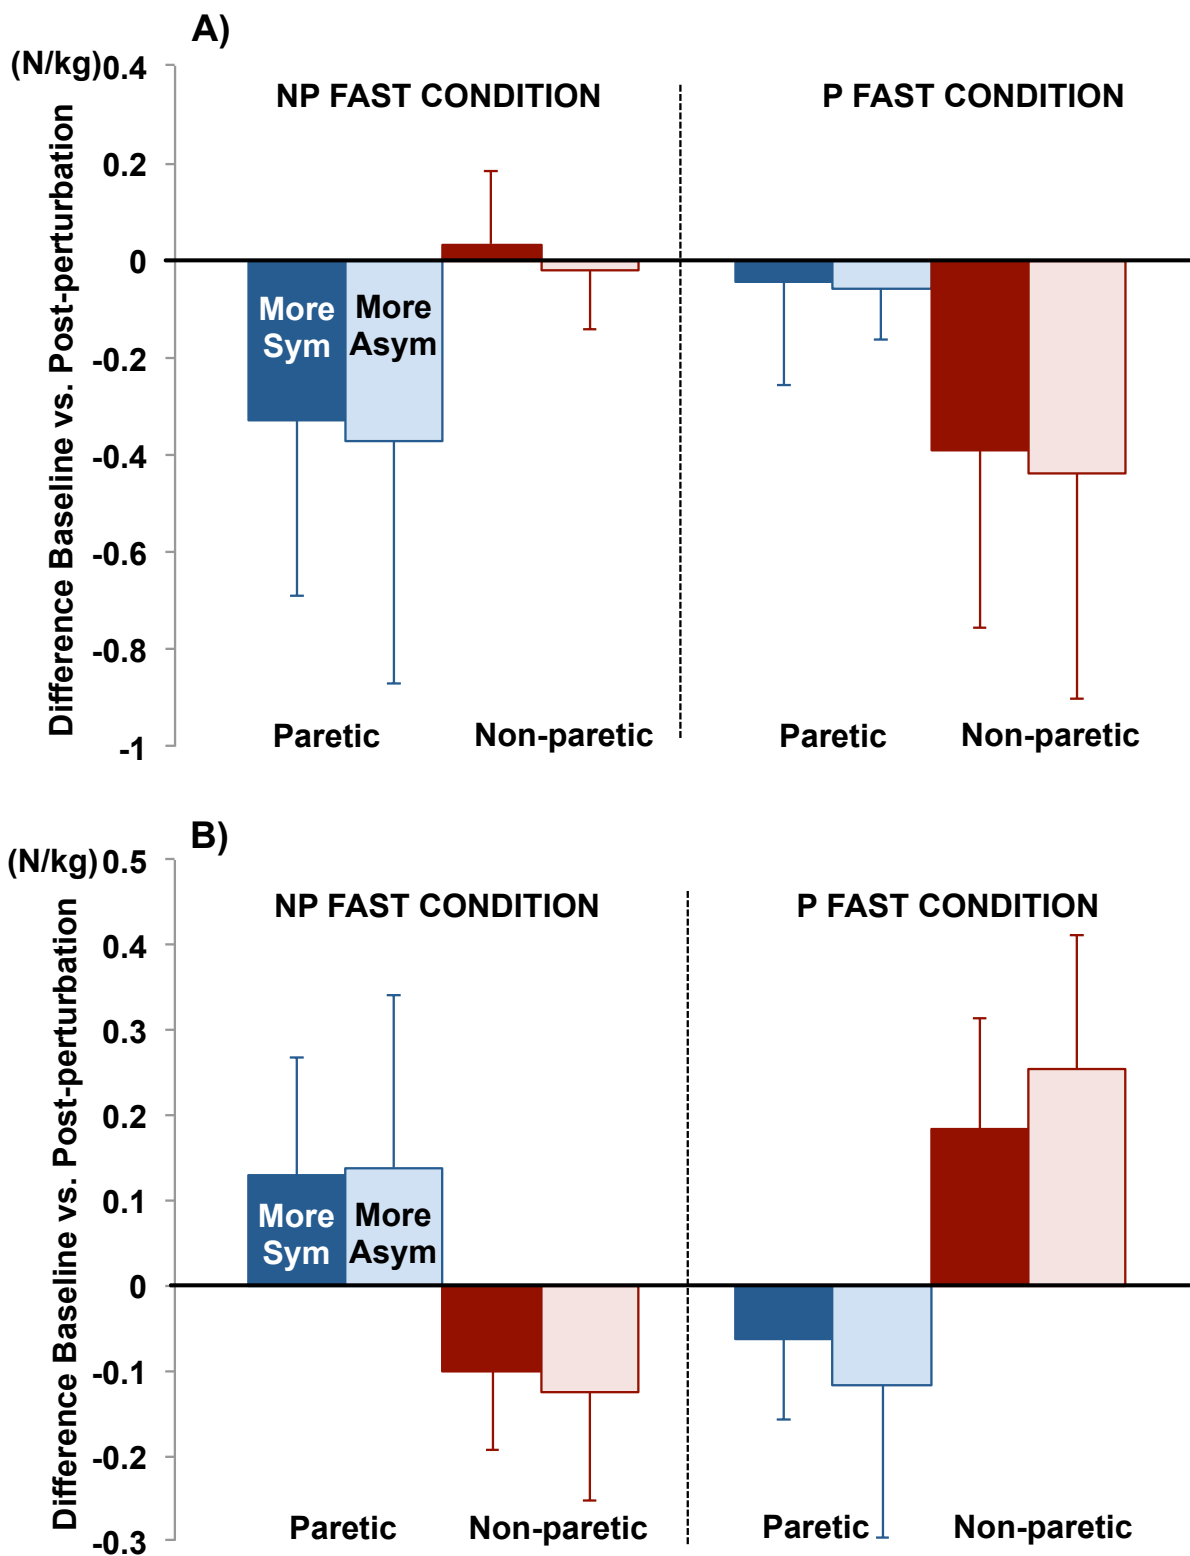 A)
(N/kg)
Difference Baseline vs. Post-perturbation
0.4
0.2
0
-0.2
-0.4
-0.6
-0.8
-1
NP FAST CONDITION
P FAST CONDITION
More
Sym
More
Asym
Paretic
Non-paretic
Paretic
Non-paretic
B)
(N/kg)
Difference Baseline vs. Post-perturbation
0.5
0.4
0.3
0.2
0.1
0
-0.1
-0.2
-0.3
NP FAST CONDITION
P FAST CONDITION
More
Sym
More
Asym
Paretic
Non-paretic
Paretic
Non-paretic